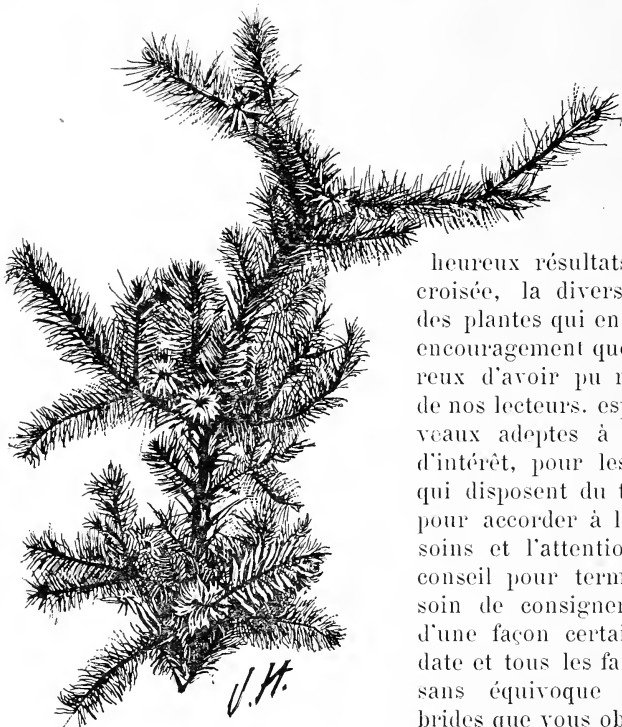 heureux résultats
croisée, la divers
des plantes qui en
encouragement que
reux d'avoir pu r
de nos lecteurs. esp
veaux adeptes à
d'intérêt, pour les
qui disposent du t
pour accorder à l
soins et l'attentio
conseil pour term
soin de consigner
d'une façon certai
date et tous les fa
sans équivoque
brides que vous ob
J. H.